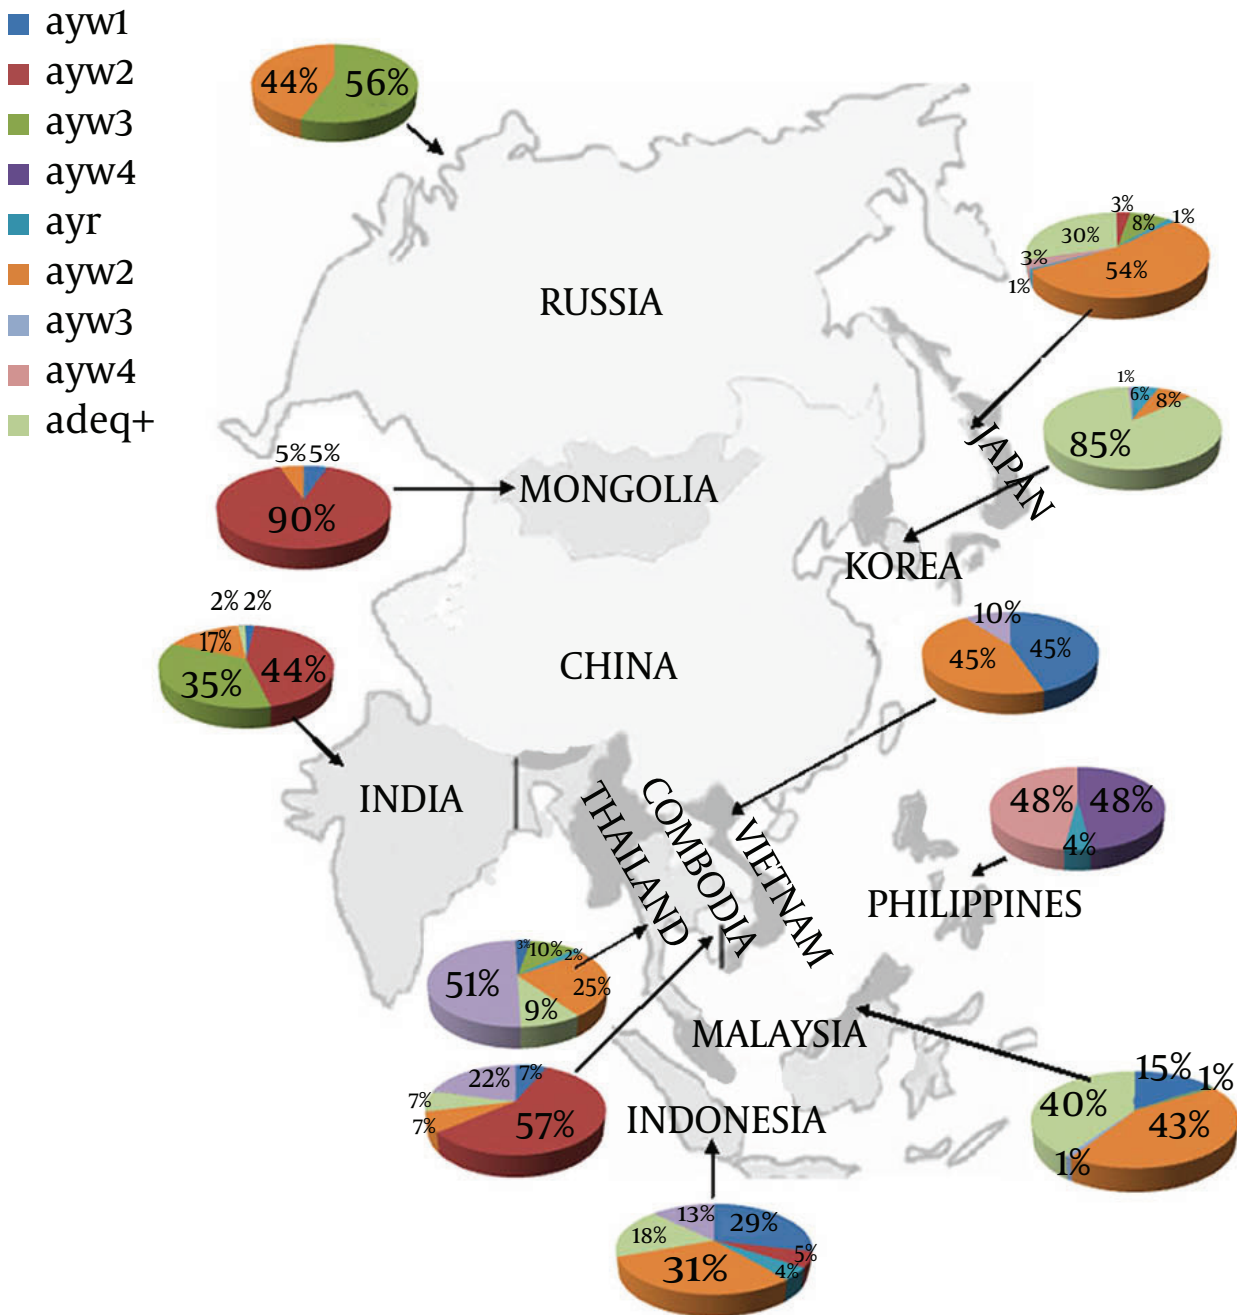 ayw1
ayw2
ayw3
ayw4
ayr
ayw2
ayw3
ayw4
adeq+
44% 56%
RUSSIA
3%
8%
1%
30%
3%
54%
1%
JAPAN
1%
6%
8%
85%
KOREA
5% 5%
90%
MONGOLIA
2% 2%
17%
44%
35%
INDIA
CHINA
10%
45%
45%
VIETNAM
48% 48%
4%
PHILIPPINES
THAILAND
COMBODIA
3%
10%
2%
51%
25%
9%
22%
7%
7%
57%
7%
MALAYSIA
15%
1%
40%
43%
1%
INDONESIA
13%
29%
18%
5%
31%
4%